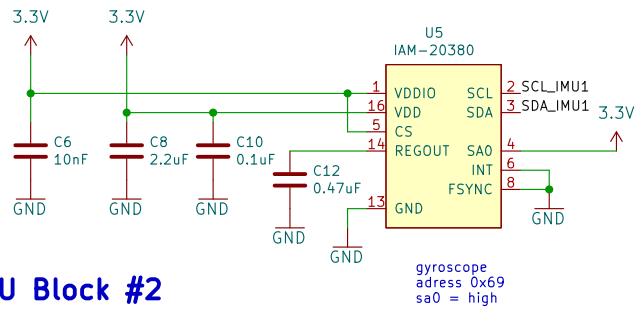 3.3V
3.3V
U5
IAM-20380
1 VDDIO SCL 2 SCL_IMU1
16 VDD SDA 3 SDA_IMU1
3.3V
5 CS
14 REGOUT SA0 4
INT 6
FSYNC 8
13 GND
C6
10nF
C8
2.2uF
C10
0.1uF
C12
0.47uF
GND
GND
GND
GND
GND
GND
gyroscope
adress 0x69
sa0 = high
U Block #2